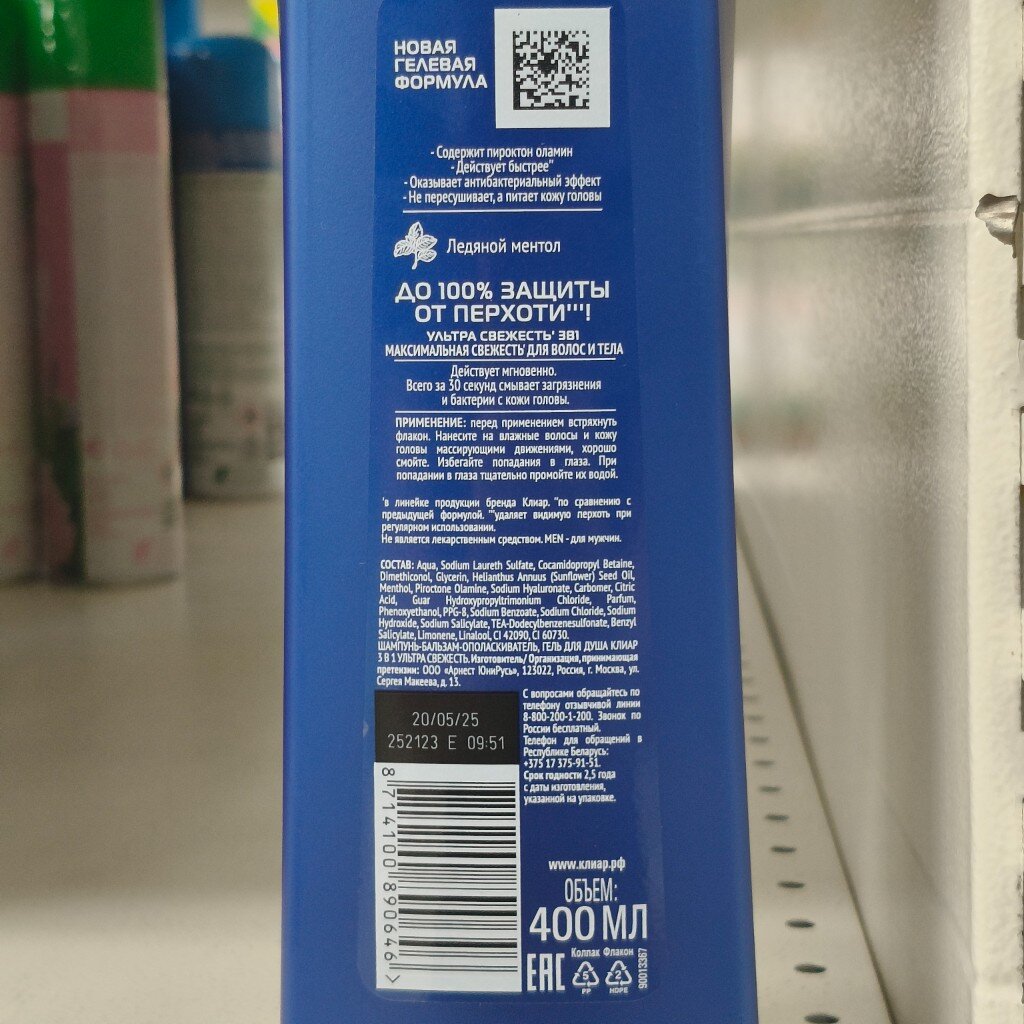 НОВАЯ
ГЕЛЕВАЯ
ФОРМУЛА
- Содержит пироктон оламин
- Действует быстрее"
- Оказывает антибактериальный эффект
- Не пересушивает, а питает кожу головы
Ледяной ментол
ДО 100% ЗАЩИТЫ
ОТ ПЕРХОТИ'''!
УЛЬТРА СВЕЖЕСТЬ' 3В1
МАКСИМАЛЬНАЯ СВЕЖЕСТЬ ДЛЯ ВОЛОС И ТЕЛА
Действует мгновенно.
Всего за 30 секунд смывает загрязнения
и бактерии с кожи головы.
ПРИМЕНЕНИЕ: перед применением встряхнуть
флакон. Нанесите на влажные волосы и кожу
головы массирующими движениями, хорошо
смойте. Избегайте попадания в глаза. При
попадании в глаза тщательно промойте их водой.
'в линейке продукции бренда Клиар. "по сравнению с
предыдущей формулой. '''удаляет видимую перхоть при
регулярном использовании.
Не является лекарственным средством. MEN - для мужчин.
СОСТАВ: Aqua, Sodium Laureth Sulfate, Cocamidopropyl Betaine,
Dimethiconol, Glycerin, Helianthus Annuus (Sunflower) Seed Oil,
Menthol, Piroctone Olamine, Sodium Hyaluronate, Carbomer, Citric
Acid, Guar Hydroxypropyltrimonium Chloride, Parfum,
Phenoxyethanol, PPG-8, Sodium Benzoate, Sodium Chloride, Sodium
Hydroxide, Sodium Salicylate, TEA-Dodecylbenzenesulfonate, Benzyl
Salicylate, Limonene, Linalool, CI 42090, CI 60730.
ШАМПУНЬ-БАЛЬЗАМ-ОПОЛАСКИВАТЕЛЬ, ГЕЛЬ ДЛЯ ДУША КЛИАР
3 В 1 УЛЬТРА СВЕЖЕСТЬ. Изготовитель/ Организация, принимающая
претензии: ООО «Арнест ЮниРусь», 123022, Россия, г. Москва, ул.
Сергея Макеева, д. 13.
20/05/25
252123 E 09:51
С вопросами обращайтесь по
телефону отзывчивой линии
8-800-200-1-200. Звонок по
России бесплатный.
Телефон для обращений в
Республике Беларусь:
+375 17 375-91-51.
Срок годности 2,5 года
с даты изготовления,
указанной на упаковке.
8 714100 890646 >
www.клиар.рф
ОБЪЕМ:
400 МЛ
EAC
Колпак Флакон
5 2
PP HDPE
90013367